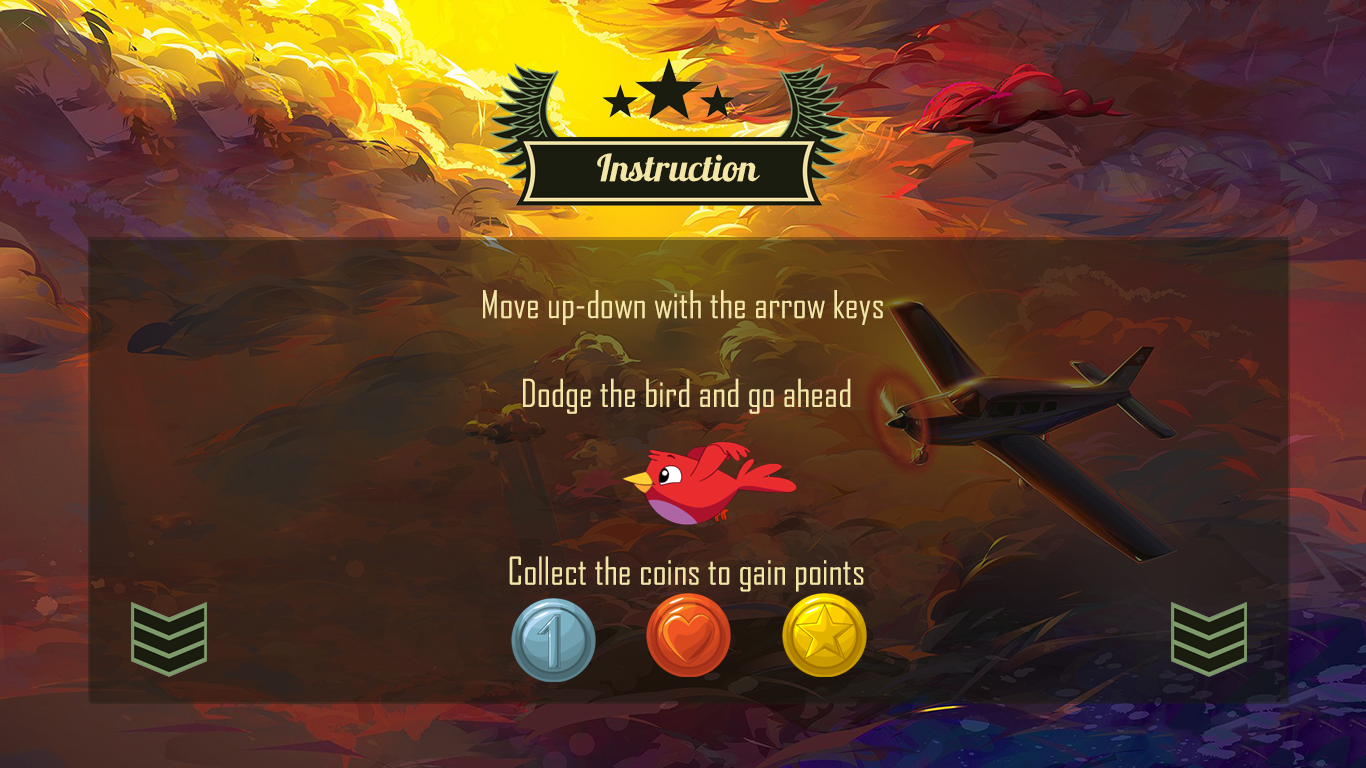 Instruction
Move up-down with the arrow keys
Dodge the bird and go ahead
Collect the coins to gain points
1